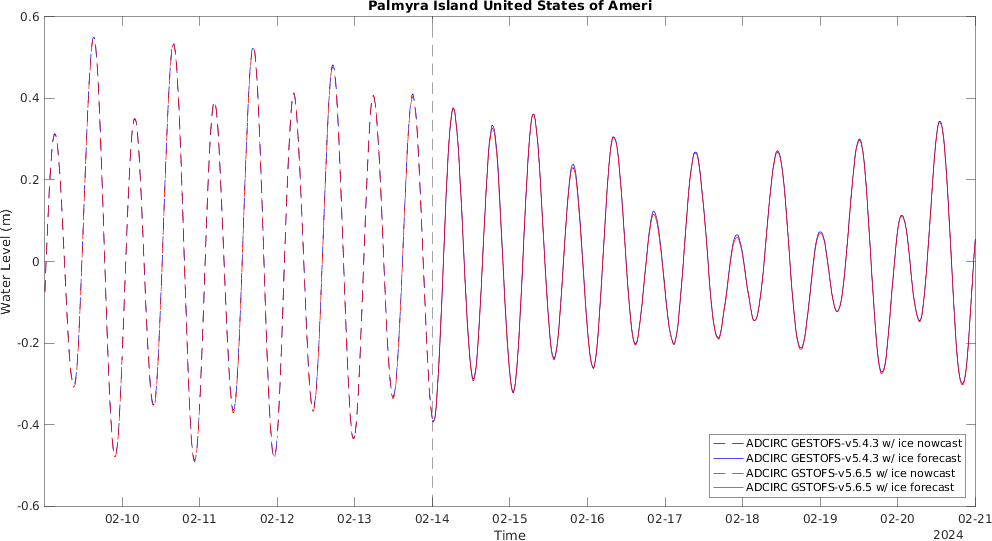 Palmyra Island United States of Ameri
0.6
0.4
0.2
0
-0.2
-0.4
-0.6
Water Level (m)
ADCIRC GESTOFS-v5.4.3 w/ ice nowcast
ADCIRC GESTOFS-v5.4.3 w/ ice forecast
ADCIRC GSTOFS-v5.6.5 w/ ice nowcast
ADCIRC GSTOFS-v5.6.5 w/ ice forecast
02-10 02-11 02-12 02-13 02-14 02-15 02-16 02-17 02-18 02-19 02-20 02-21
Time
2024